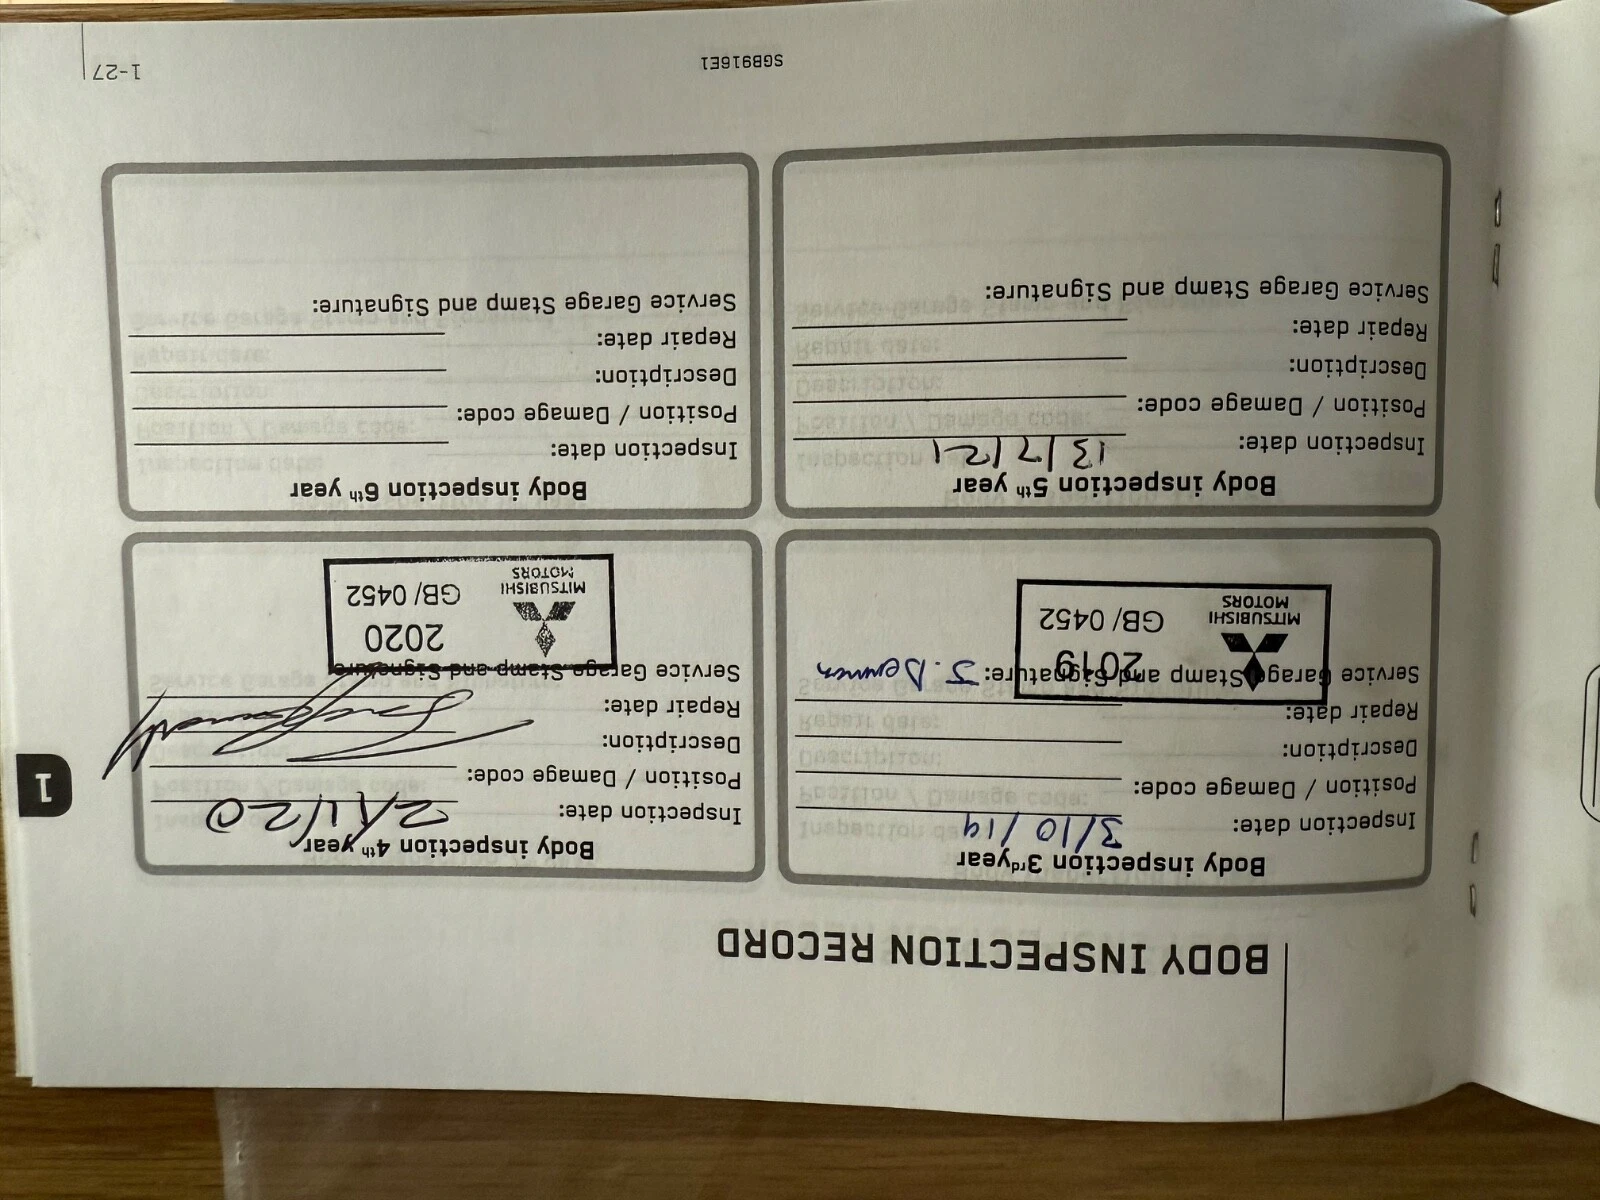 BODY INSPECTION RECORD
Body inspection 3rd year
Inspection date: 3/10/19
Position / Damage code:
Description:
Repair date:
Service Garage Stamp and Signature:
2019
GB/ 0452
MITSUBISHI
MOTORS
Body inspection 4th year
Inspection date:
Position / Damage code:
Description:
Repair date:
Service Garage Stamp and Signature:
2020
GB/ 0452
MITSUBISHI
MOTORS
Body inspection 5th year
Inspection date: 13/7/21
Position / Damage code:
Description:
Repair date:
Service Garage Stamp and Signature:
Body inspection 6th year
Inspection date:
Position / Damage code:
Description:
Repair date:
Service Garage Stamp and Signature:
1
SGB916E1
1-27